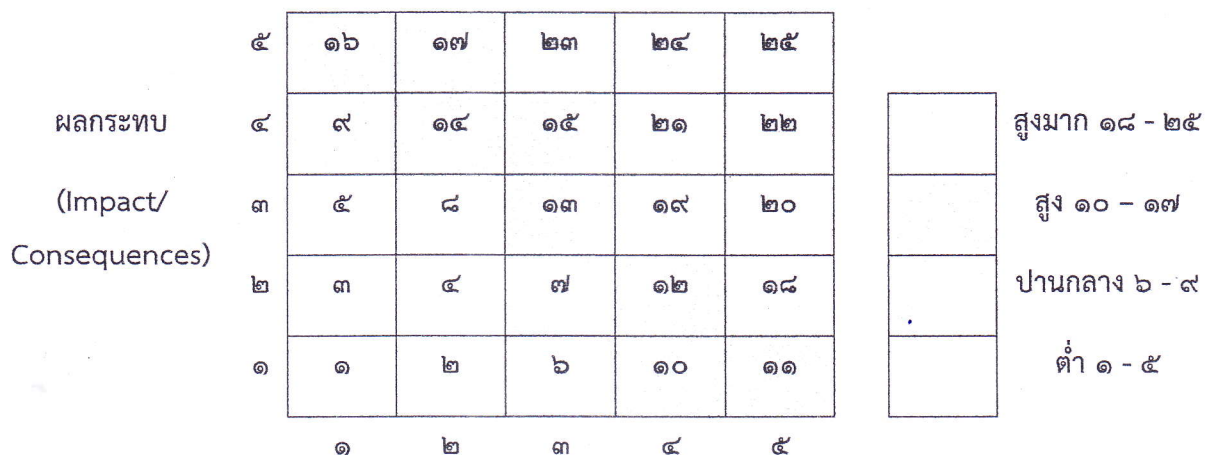 ๕ ๑๖ ๑๗ ๒๓ ๒๔ ๒๕
ผลกระทบ ๔ ๙ ๑๔ ๑๕ ๒๑ ๒๒ สูงมาก ๑๘ - ๒๕
(Impact/ ๓ ๕ ๘ ๑๓ ๑๙ ๒๐ สูง ๑๐ – ๑๗
Consequences)
๒ ๓ ๔ ๗ ๑๒ ๑๘ ปานกลาง ๖ - ๙
๑ ๑ ๒ ๖ ๑๐ ๑๑ ต่ำ ๑ - ๕
๑ ๒ ๓ ๔ ๕